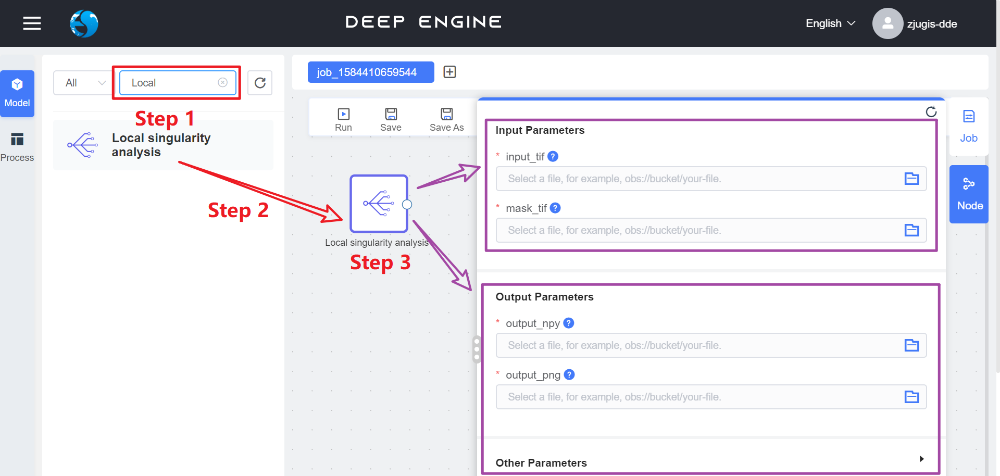 DEEP ENGINE
English
zjugis-dde
Model
Process
All
Local
Step 1
Local singularity
analysis
Step 2
job_1584410659544
Run
Save
Save As
Local singularity analysis
Step 3
Input Parameters
* input_tif ?
Select a file, for example, obs://bucket/your-file.
* mask_tif ?
Select a file, for example, obs://bucket/your-file.
Output Parameters
* output_npy ?
Select a file, for example, obs://bucket/your-file.
* output_png ?
Select a file, for example, obs://bucket/your-file.
Other Parameters
Job
Node